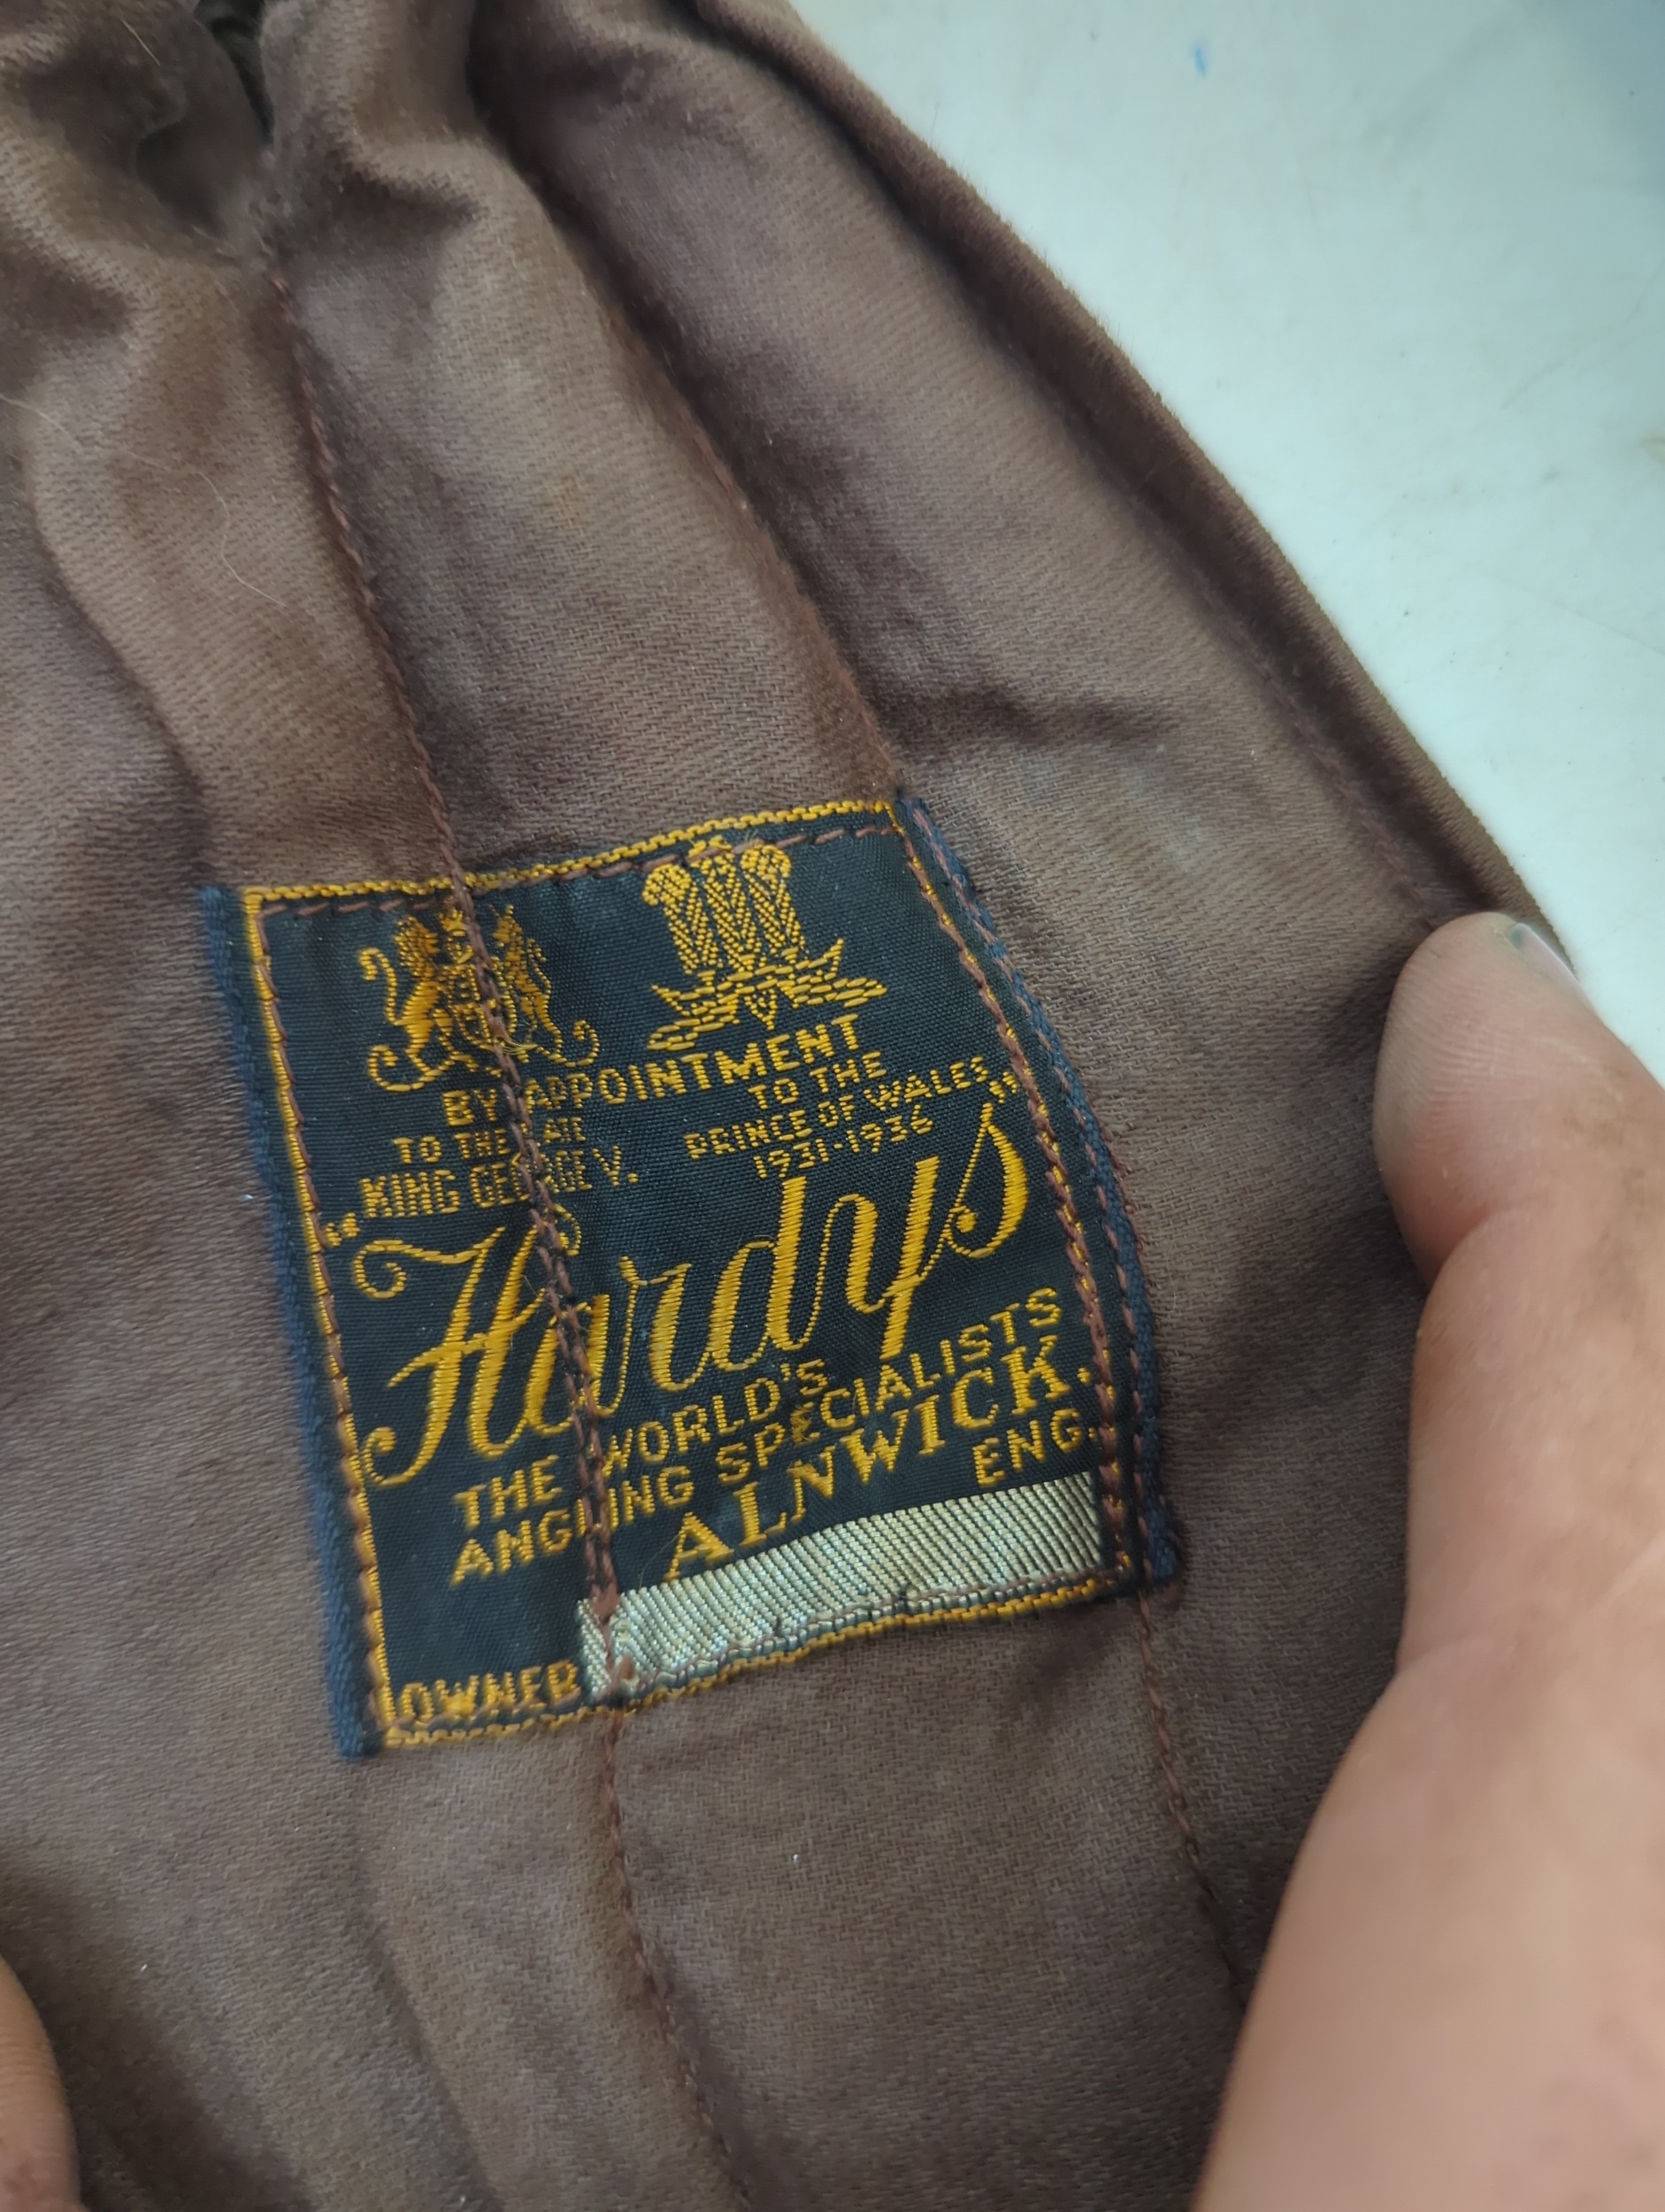 BY APPOINTMENT
TO THE LATE
KING GEORGE V.
TO THE
PRINCE OF WALES
1931-1936
"Hardys"
THE WORLD'S
ANGLING SPECIALISTS
ALNWICK.
ENG.
OWNER